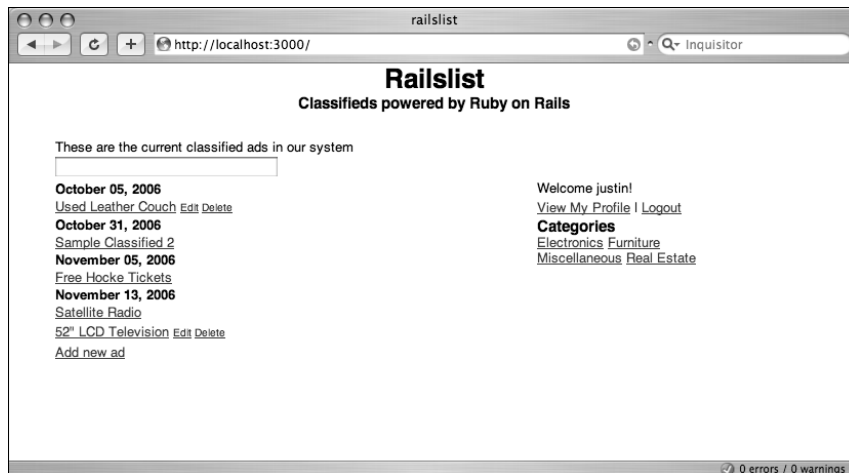 railslist
http://localhost:3000/
Inquisitor
Railslist
Classifieds powered by Ruby on Rails
These are the current classified ads in our system
October 05, 2006
Used Leather Couch Edit Delete
October 31, 2006
Sample Classified 2
November 05, 2006
Free Hocke Tickets
November 13, 2006
Satellite Radio
52" LCD Television Edit Delete
Add new ad
Welcome justin!
View My Profile | Logout
Categories
Electronics Furniture
Miscellaneous Real Estate
0 errors / 0 warnings